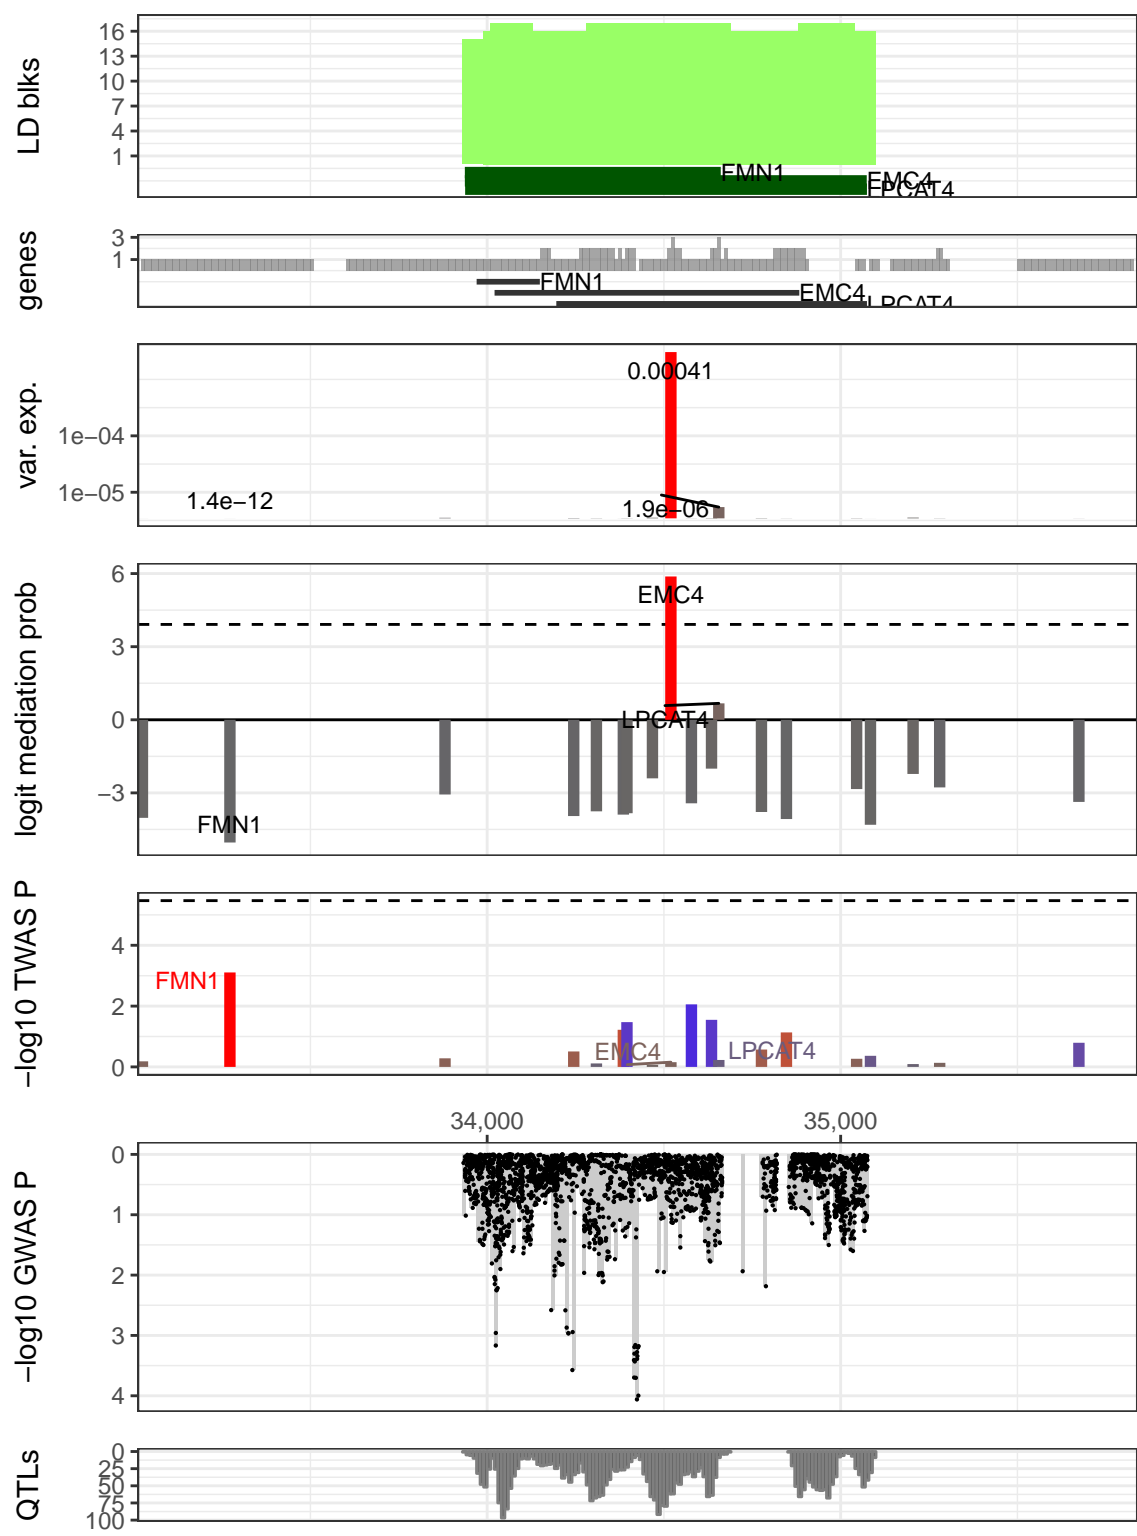 LD blks
16
13
10
7
4
1
FMN1
EMC4
LPCAT4
genes
3
1
FMN1
EMC4
LPCAT4
var. exp.
1e−04
1e−05
0.00041
1.4e−12
1.9e−06
logit mediation prob
6
3
0
−3
EMC4
LPCAT4
FMN1
−log10 TWAS P
4
2
0
FMN1
EMC4
LPCAT4
34,000
35,000
−log10 GWAS P
0
1
2
3
4
QTLs
0
25
50
75
100